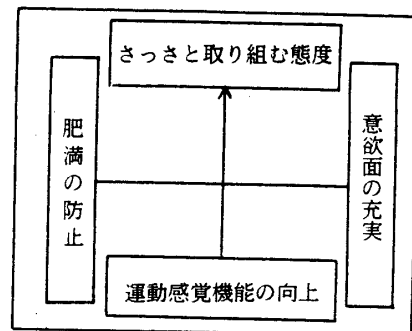 さっさと取り組む態度
肥満の防止
意欲面の充実
運動感覚機能の向上